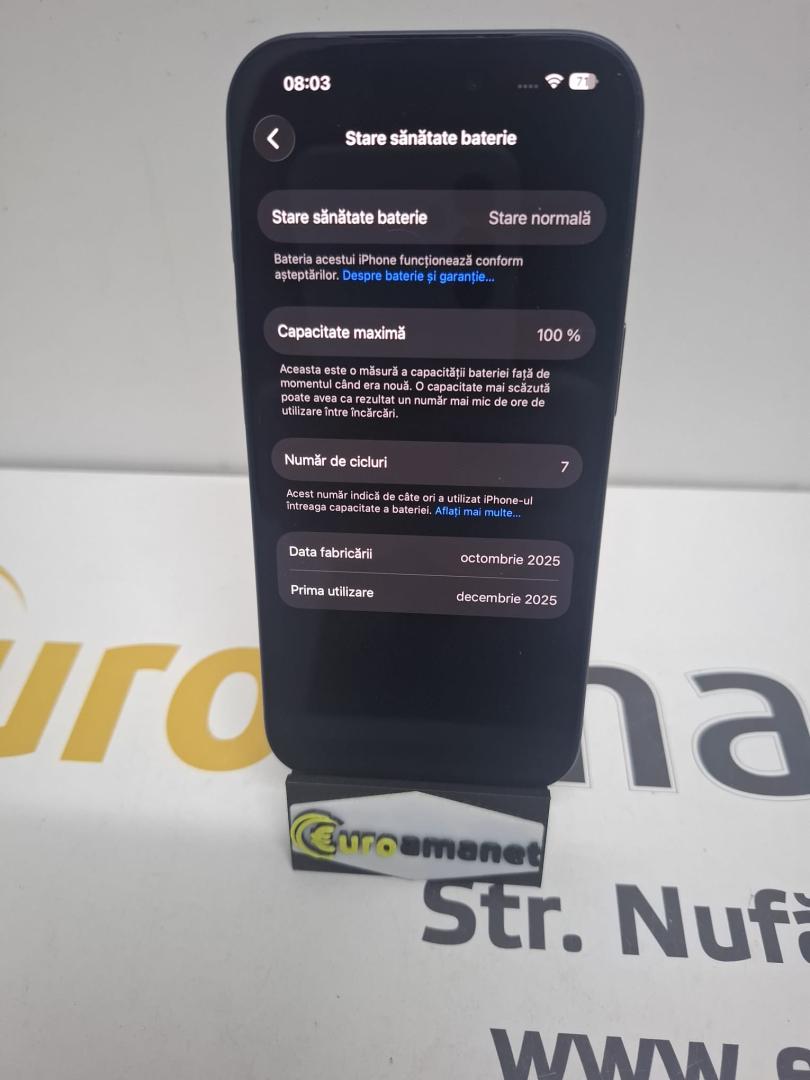 08:03
71
Stare sănătate baterie
Stare sănătate baterie Stare normală
Bateria acestui iPhone funcționează conform
așteptărilor. Despre baterie și garanție...
Capacitate maximă 100 %
Aceasta este o măsură a capacității bateriei față de
momentul când era nouă. O capacitate mai scăzută
poate avea ca rezultat un număr mai mic de ore de
utilizare între încărcări.
Număr de cicluri 7
Acest număr indică de câte ori a utilizat iPhone-ul
întreaga capacitate a bateriei. Aflați mai multe...
Data fabricării octombrie 2025
Prima utilizare decembrie 2025
uro na
Euroamanet
Str. Nufă
www.